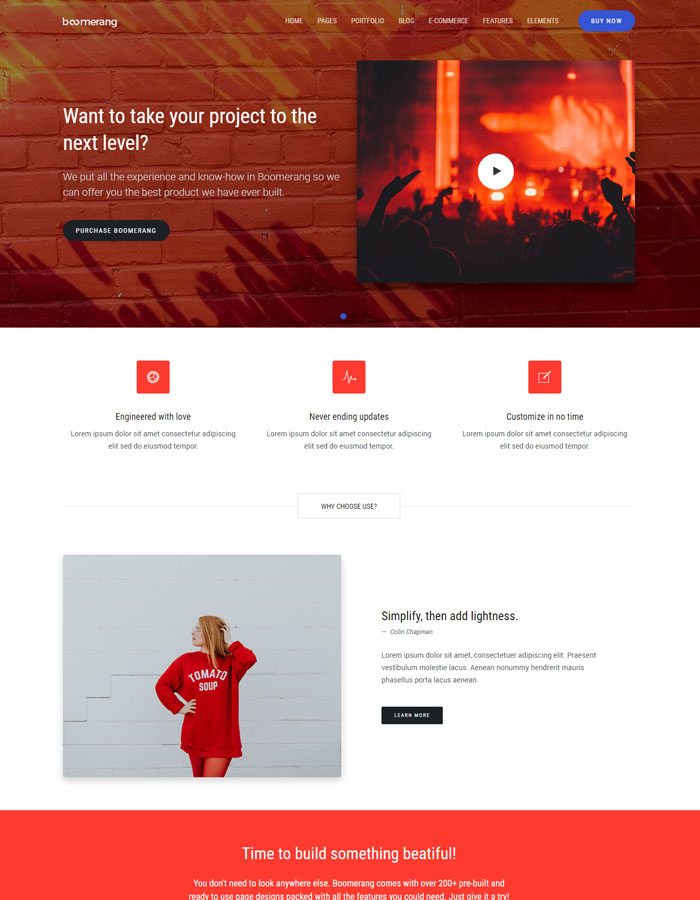 boomerang
HOME PAGES PORTFOLIO BLOG E-COMMERCE FEATURES ELEMENTS BUY NOW
Want to take your project to the
next level?
We put all the experience and know-how in Boomerang so we
can offer you the best product we have ever built.
PURCHASE BOOMERANG
Engineered with love
Lorem ipsum dolor sit amet consectetur adipiscing
elit sed do eiusmod tempor.
Never ending updates
Lorem ipsum dolor sit amet consectetur adipiscing
elit sed do eiusmod tempor.
Customize in no time
Lorem ipsum dolor sit amet consectetur adipiscing
elit sed do eiusmod tempor.
WHY CHOOSE USE?
TOMATO
SOUP
Simplify, then add lightness.
— Colin Chapman
Lorem ipsum dolor sit amet, consectetuer adipiscing elit. Praesent
vestibulum molestie lacus. Aenean nonummy hendrerit mauris
phasellus porta lacus aenean.
LEARN MORE
Time to build something beatiful!
You don't need to look anywhere else. Boomerang comes with over 200+ pre-built and
ready to use page designs packed with all the features you could need. Just give it a try!